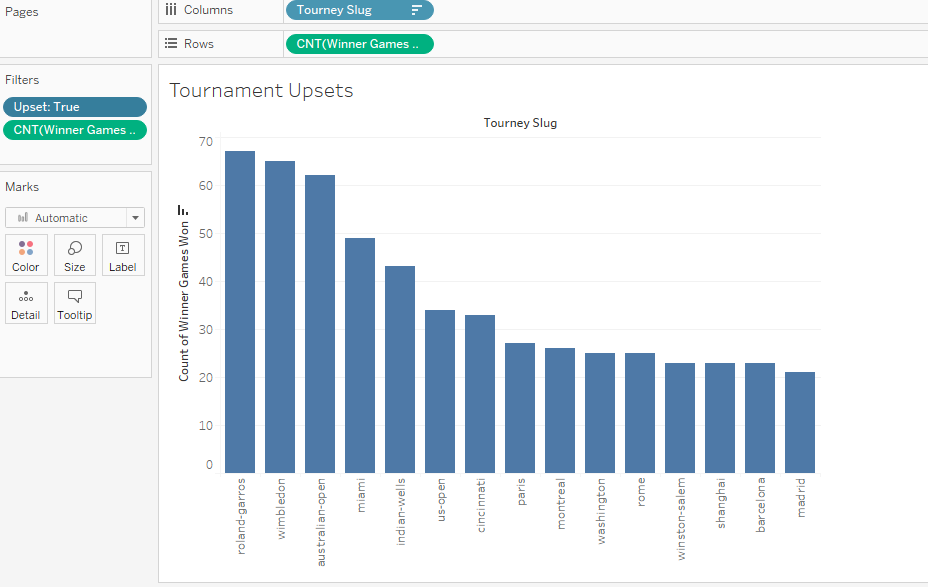 Pages
Columns
Tourney Slug
Rows
CNT(Winner Games ..
Filters
Upset: True
CNT(Winner Games ..
Marks
Automatic
Color
Size
Label
Detail
Tooltip
Tournament Upsets
Tourney Slug
Count of Winner Games Won
70
60
50
40
30
20
10
0
roland-garros
wimbledon
australian-open
miami
indian-wells
us-open
cincinnati
paris
montreal
washington
rome
winston-salem
shanghai
barcelona
madrid